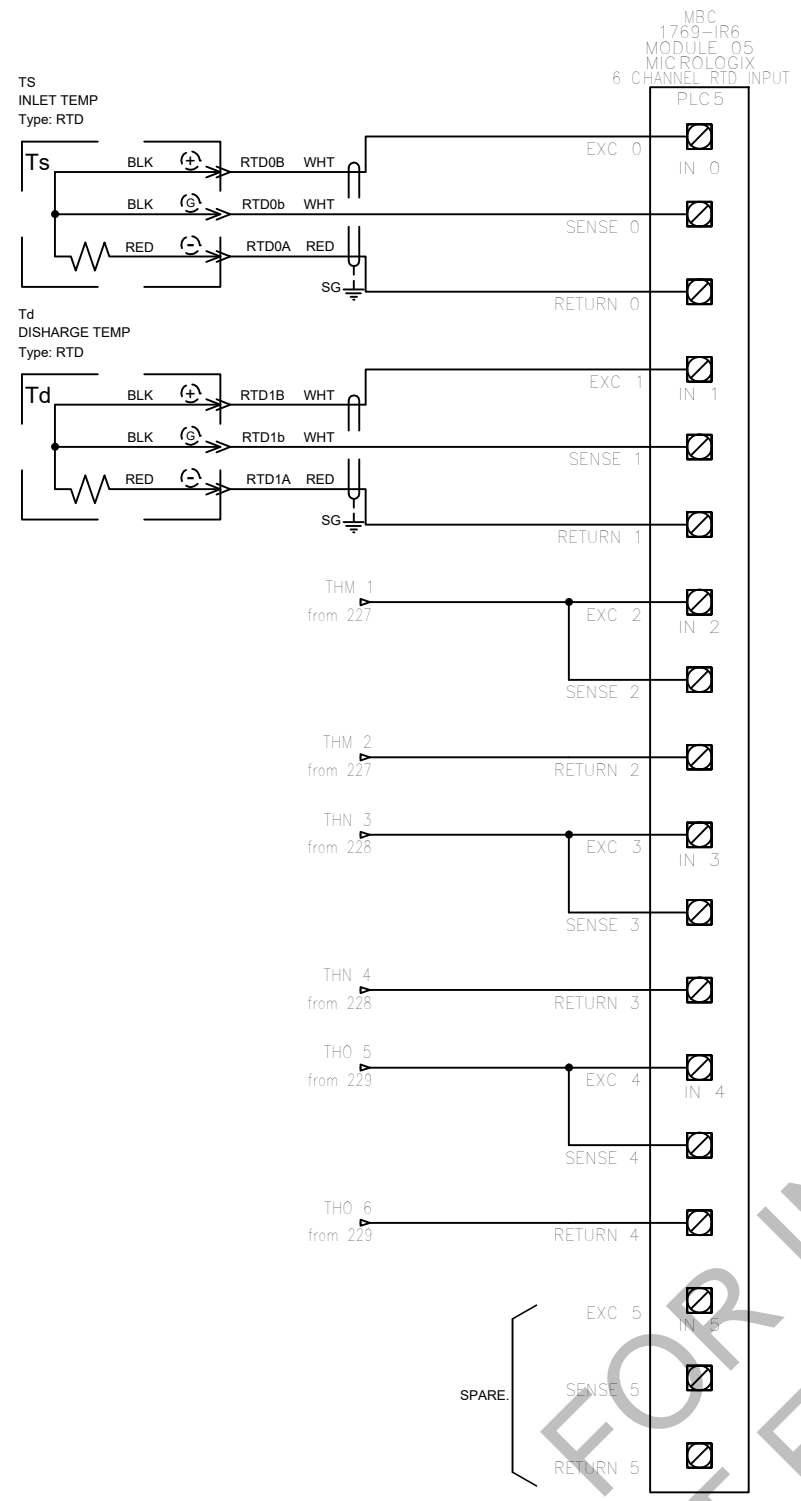 MBC
1769-IR6
MODULE 05
MICROLOGIX
6 CHANNEL RTD INPUT
PLC5
TS
INLET TEMP
Type: RTD
Ts
BLK + RTD0B WHT
EXC 0
IN 0
BLK G RTD0b WHT
SENSE 0
RED - RTD0A RED
SG
RETURN 0
Td
DISHARGE TEMP
Type: RTD
Td
BLK + RTD1B WHT
EXC 1
IN 1
BLK G RTD1b WHT
SENSE 1
RED - RTD1A RED
SG
RETURN 1
THM 1
from 227
EXC 2
IN 2
SENSE 2
THM 2
from 227
RETURN 2
THN 3
from 228
EXC 3
IN 3
SENSE 3
THN 4
from 228
RETURN 3
THO 5
from 229
EXC 4
IN 4
SENSE 4
THO 6
from 229
RETURN 4
EXC 5
IN 5
SPARE.
SENSE 5
RETURN 5
FOR